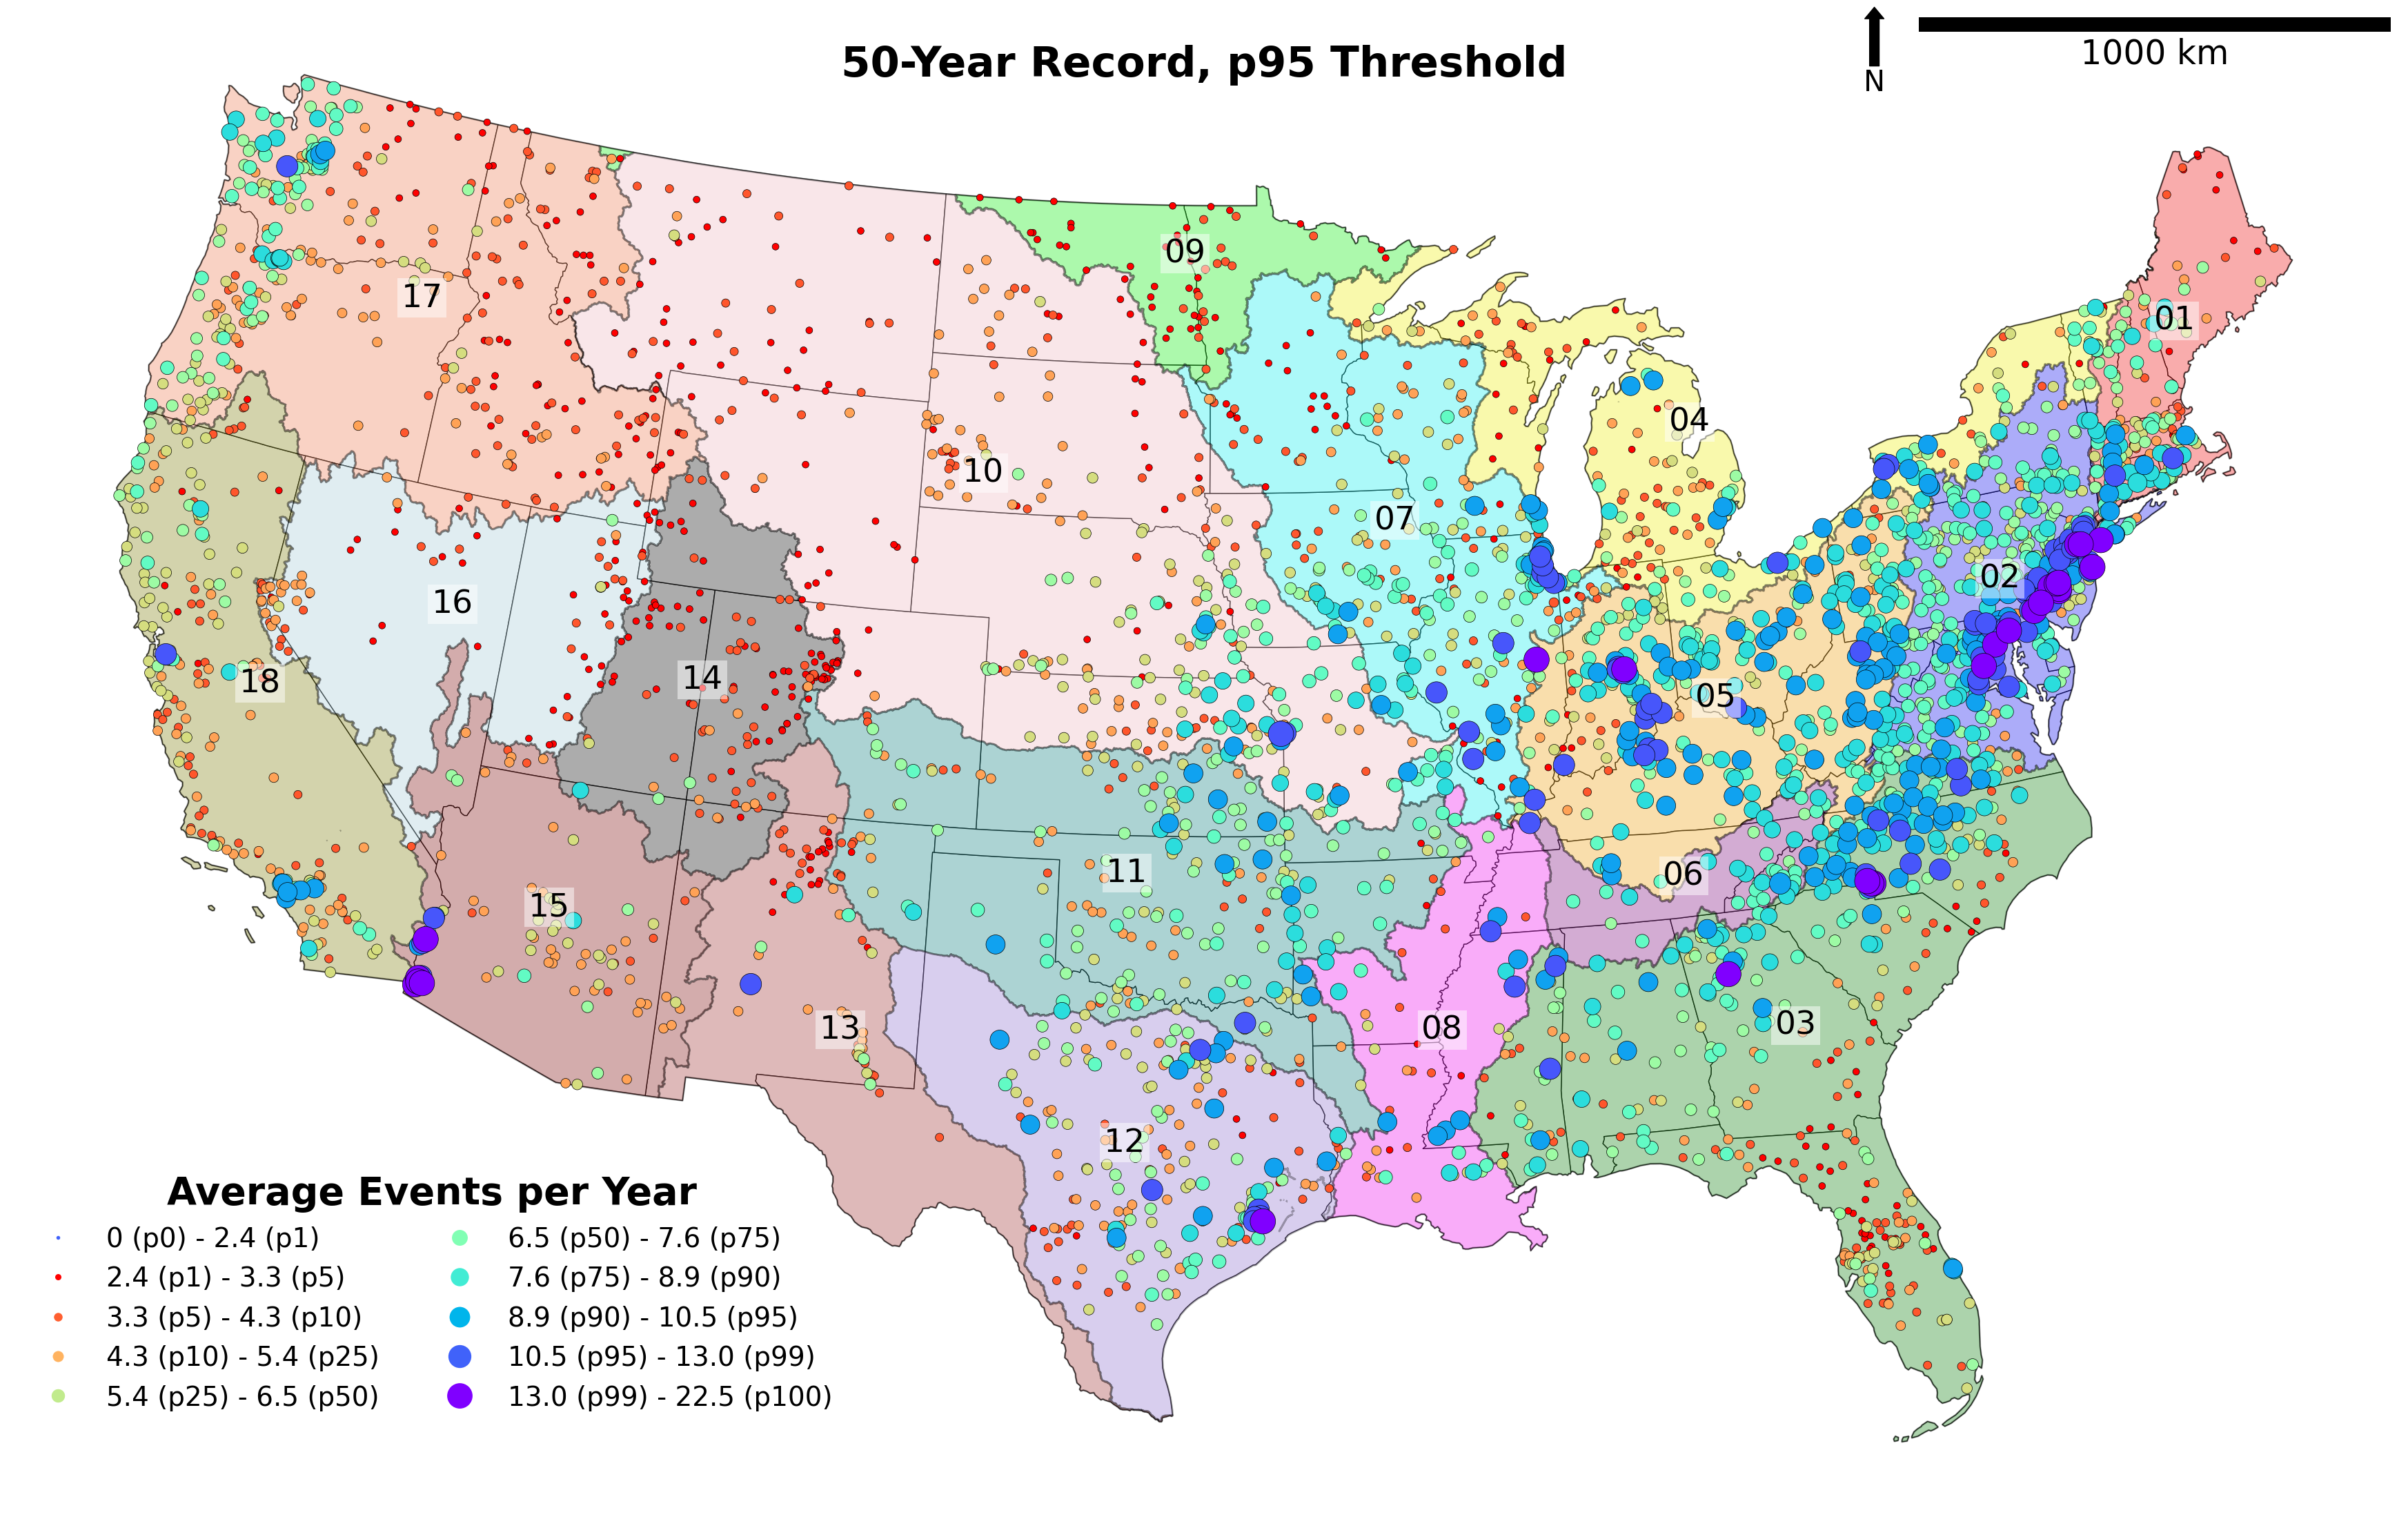 50-Year Record, p95 Threshold
1000 km
N
09
17
01
04
10
07
02
16
14
18
05
11
06
15
13
08
03
12
Average Events per Year
0 (p0) - 2.4 (p1)
2.4 (p1) - 3.3 (p5)
3.3 (p5) - 4.3 (p10)
4.3 (p10) - 5.4 (p25)
5.4 (p25) - 6.5 (p50)
6.5 (p50) - 7.6 (p75)
7.6 (p75) - 8.9 (p90)
8.9 (p90) - 10.5 (p95)
10.5 (p95) - 13.0 (p99)
13.0 (p99) - 22.5 (p100)